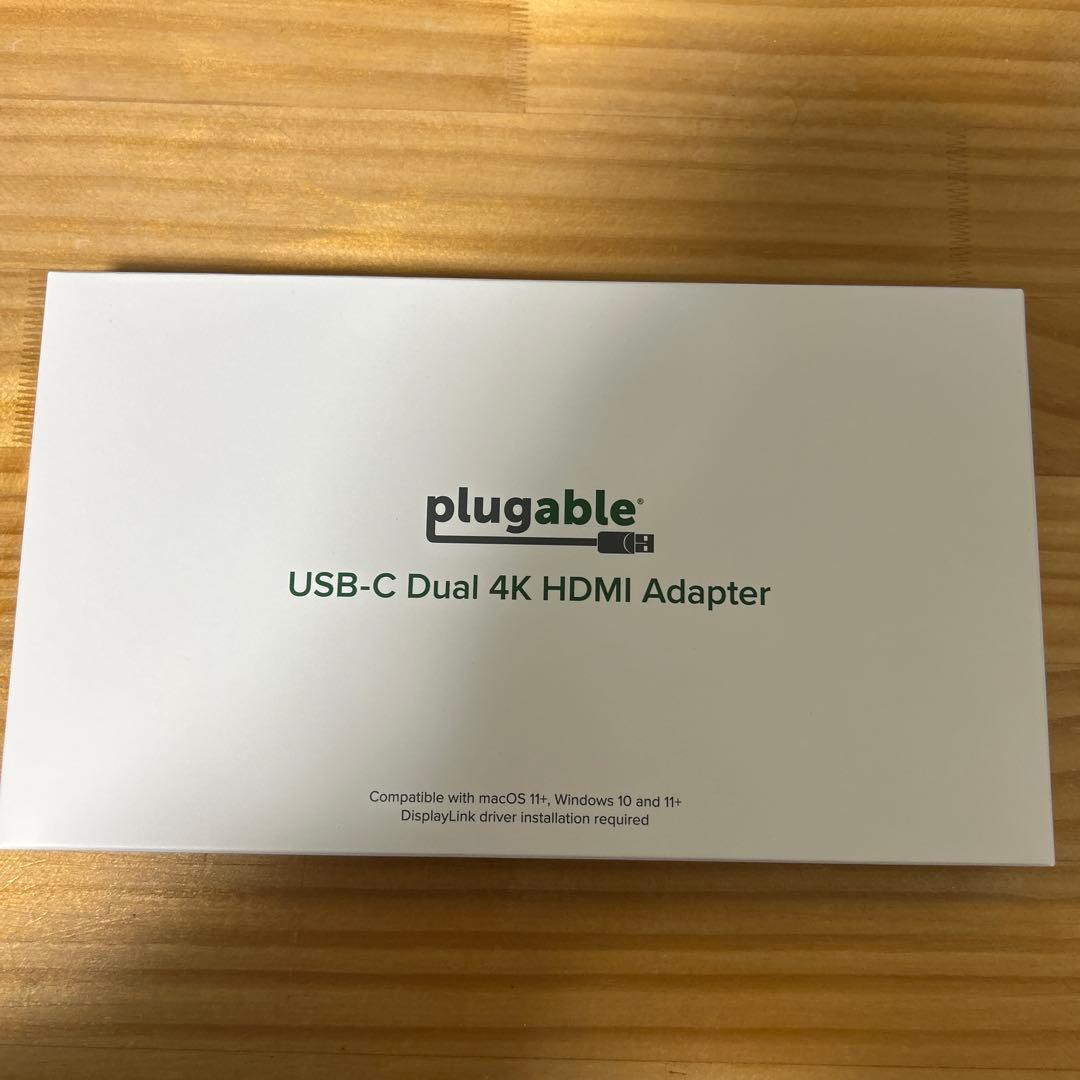 plugable®
USB-C Dual 4K HDMI Adapter
Compatible with macOS 11+, Windows 10 and 11+
DisplayLink driver installation required